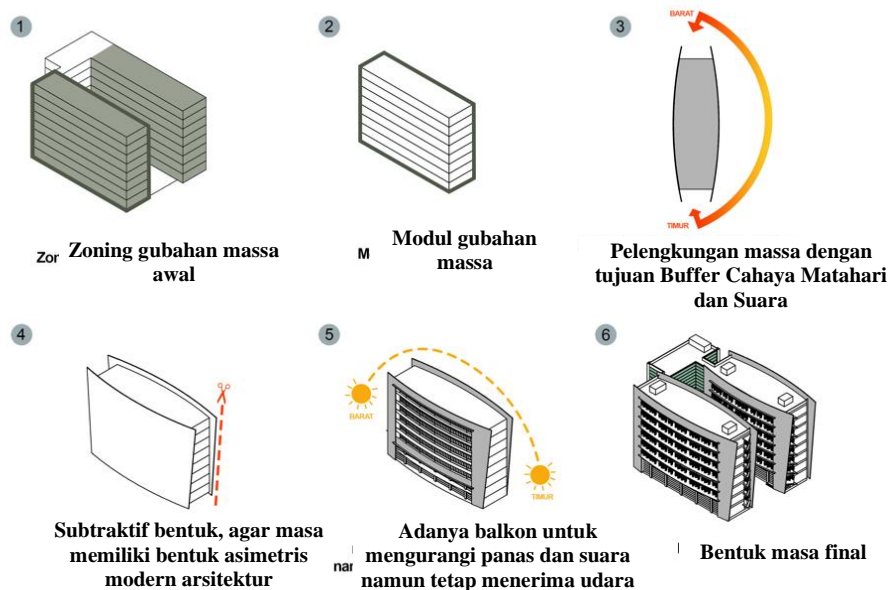 1
2
3
BARAT
TIMUR
Zor Zoning gubahan massa
awal
M Modul gubahan
massa
Pelengkungan massa dengan
tujuan Buffer Cahaya Matahari
dan Suara
4
5
6
BARAT
TIMUR
Subtraktif bentuk, agar masa
memiliki bentuk asimetris
modern arsitektur
Adanya balkon untuk
mengurangi panas dan suara
nar namun tetap menerima udara
Bentuk masa final